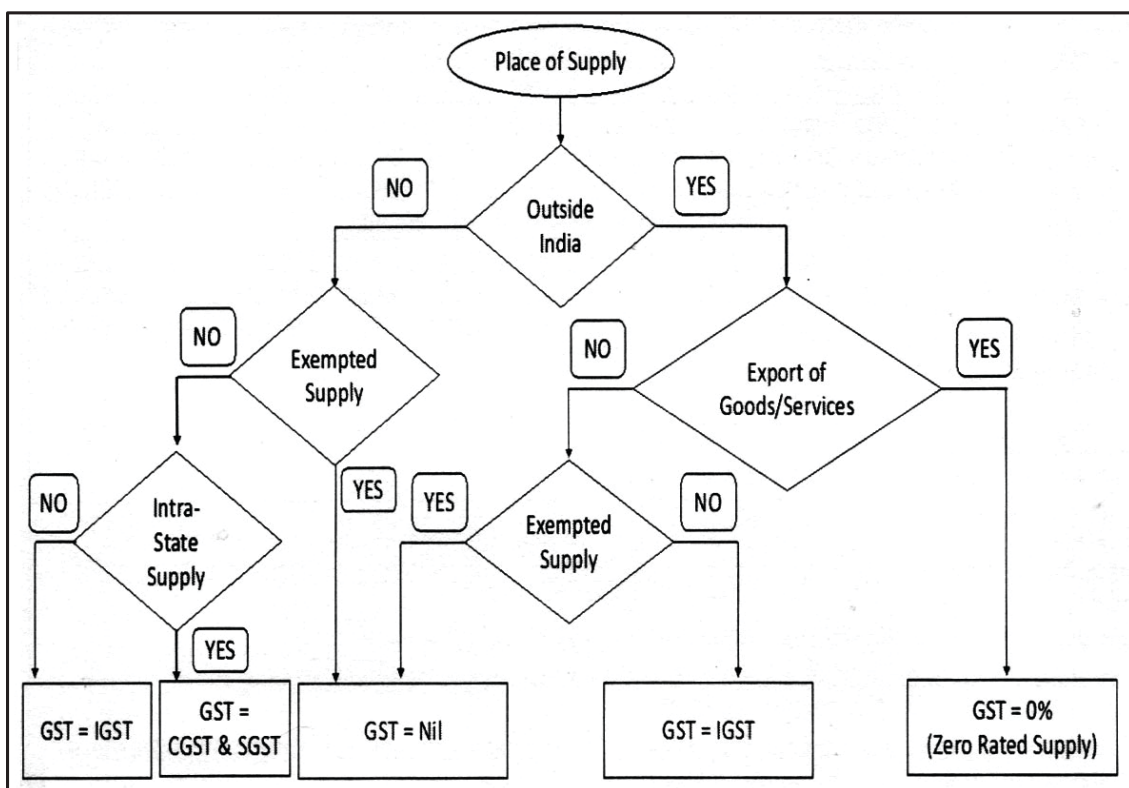 Place of Supply
NO
YES
Outside
India
NO
Exempted
Supply
NO
Export of
Goods/Services
YES
NO
Intra-
State
Supply
YES
YES
Exempted
Supply
NO
YES
GST = IGST
GST =
CGST & SGST
GST = Nil
GST = IGST
GST = 0%
(Zero Rated Supply)